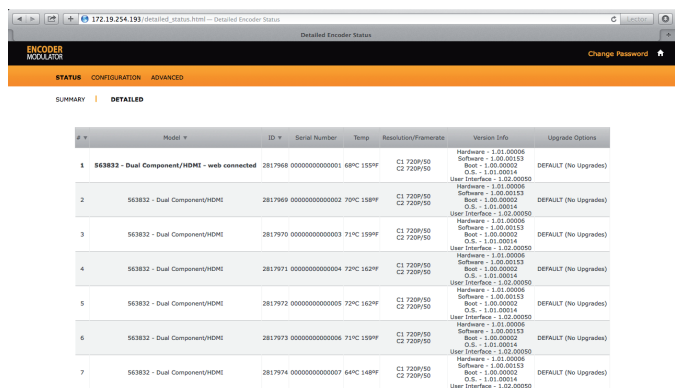 172.19.254.193/detailed_status.html — Detailed Encoder Status
Lector
Detailed Encoder Status
ENCODER
MODULATOR
Change Password
STATUS CONFIGURATION ADVANCED
SUMMARY | DETAILED
# Model ID Serial Number Temp Resolution/Framerate Version Info Upgrade Options
1 563832 - Dual Component/HDMI - web connected 2817968 00000000000001 68ºC 155ºF C1 720P/50 C2 720P/50 Hardware - 1.01.00006
Software - 1.00.00153
Boot - 1.00.00002
O.S. - 1.01.00014
User Interface - 1.02.00050
DEFAULT (No Upgrades)
2 563832 - Dual Component/HDMI 2817969 00000000000002 70ºC 158ºF C1 720P/50 C2 720P/50 Hardware - 1.01.00006
Software - 1.00.00153
Boot - 1.00.00002
O.S. - 1.01.00014
User Interface - 1.02.00050
DEFAULT (No Upgrades)
3 563832 - Dual Component/HDMI 2817970 00000000000003 71ºC 159ºF C1 720P/50 C2 720P/50 Hardware - 1.01.00006
Software - 1.00.00153
Boot - 1.00.00002
O.S. - 1.01.00014
User Interface - 1.02.00050
DEFAULT (No Upgrades)
4 563832 - Dual Component/HDMI 2817971 00000000000004 72ºC 162ºF C1 720P/50 C2 720P/50 Hardware - 1.01.00006
Software - 1.00.00153
Boot - 1.00.00002
O.S. - 1.01.00014
User Interface - 1.02.00050
DEFAULT (No Upgrades)
5 563832 - Dual Component/HDMI 2817972 00000000000005 72ºC 162ºF C1 720P/50 C2 720P/50 Hardware - 1.01.00006
Software - 1.00.00153
Boot - 1.00.00002
O.S. - 1.01.00014
User Interface - 1.02.00050
DEFAULT (No Upgrades)
6 563832 - Dual Component/HDMI 2817973 00000000000006 71ºC 159ºF C1 720P/50 C2 720P/50 Hardware - 1.01.00006
Software - 1.00.00153
Boot - 1.00.00002
O.S. - 1.01.00014
User Interface - 1.02.00050
DEFAULT (No Upgrades)
7 563832 - Dual Component/HDMI 2817974 00000000000007 64ºC 148ºF C1 720P/50 C2 720P/50 Hardware - 1.01.00006
Software - 1.00.00153
Boot - 1.00.00002
O.S. - 1.01.00014
User Interface - 1.02.00050
DEFAULT (No Upgrades)